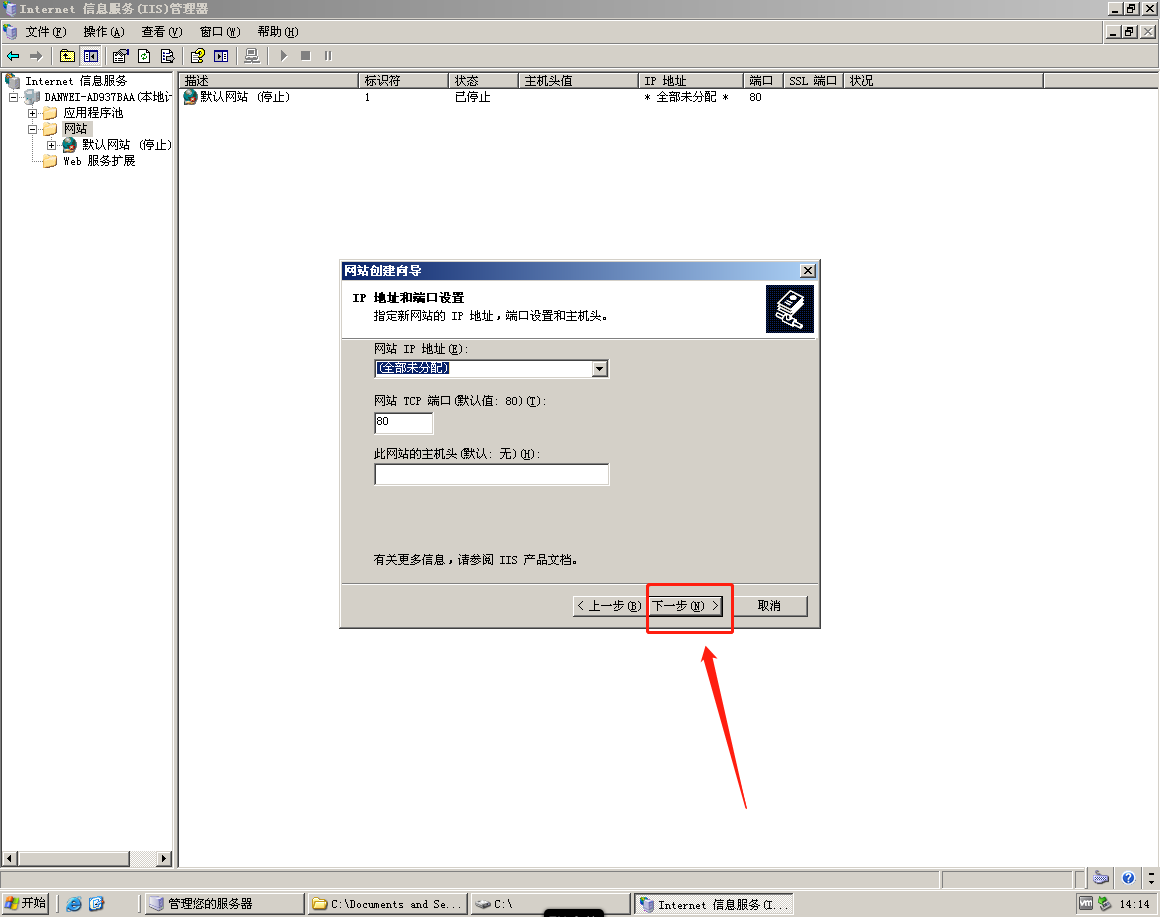 Internet 信息服务(IIS)管理器
文件(F) 操作(A) 查看(V) 窗口(W) 帮助(H)
Internet 信息服务
DANWEI-AD937BAA(本地计
应用程序池
网站
默认网站 (停止)
Web 服务扩展
描述 标识符 状态 主机头值 IP 地址 端口 SSL 端口 状况
默认网站 (停止) 1 已停止 * 全部未分配 * 80
网站创建向导
IP 地址和端口设置
指定新网站的 IP 地址,端口设置和主机头。
网站 IP 地址(E):
(全部未分配)
网站 TCP 端口(默认值: 80)(T):
80
此网站的主机头(默认: 无)(H):
有关更多信息,请参阅 IIS 产品文档。
< 上一步(B) 下一步(N) > 取消
开始 管理您的服务器 C:\Documents and Se... C:\ Internet 信息服务(I... vm 14:14